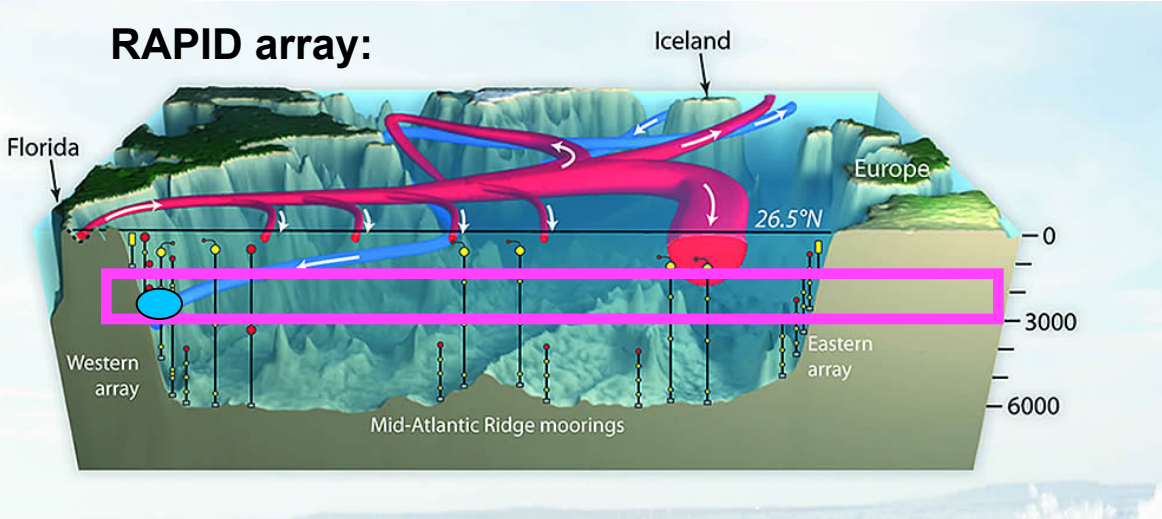 RAPID array:
Iceland
Florida
Europe
26.5°N
0
3000
Western
array
Eastern
array
6000
Mid-Atlantic Ridge moorings